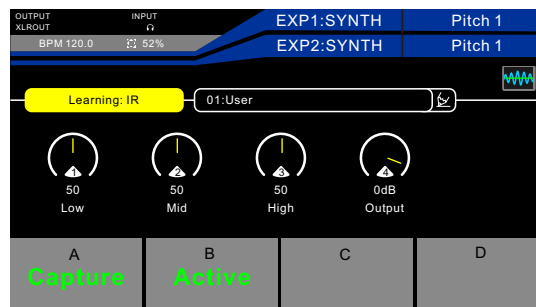 OUTPUT INPUT
XLROUT
BPM 120.0 52%
EXP1:SYNTH Pitch 1
EXP2:SYNTH Pitch 1
Learning: IR 01:User
1 2 3 4
50 50 50 0dB
Low Mid High Output
A B C D
Capture Active